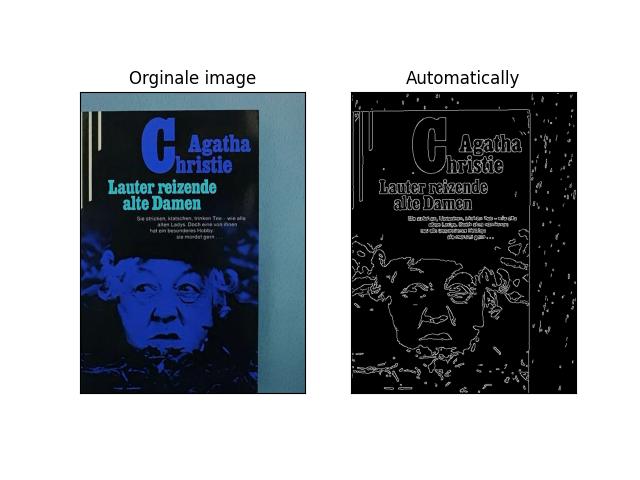 Orginale image
Agatha
Christie
Lauter reizende
alte Damen
Sie stricken, klatschen, trinken Tee - wie alle
alten Ladys. Doch eine von ihnen
hat ein besonderes Hobby:
sie mordet gern ...
Automatically
Agatha
Christie
Lauter reizende
alte Damen